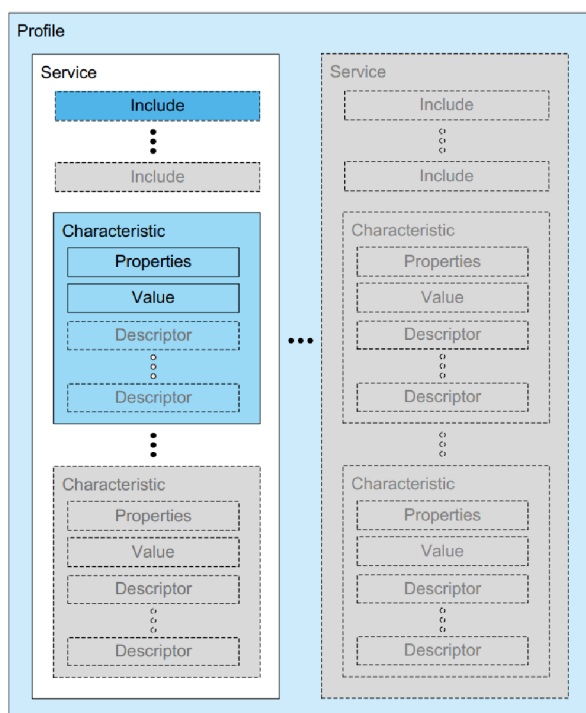 Profile
Service
Include
Include
Characteristic
Properties
Value
Descriptor
Descriptor
Characteristic
Properties
Value
Descriptor
Descriptor
Service
Include
Include
Characteristic
Properties
Value
Descriptor
Descriptor
Characteristic
Properties
Value
Descriptor
Descriptor